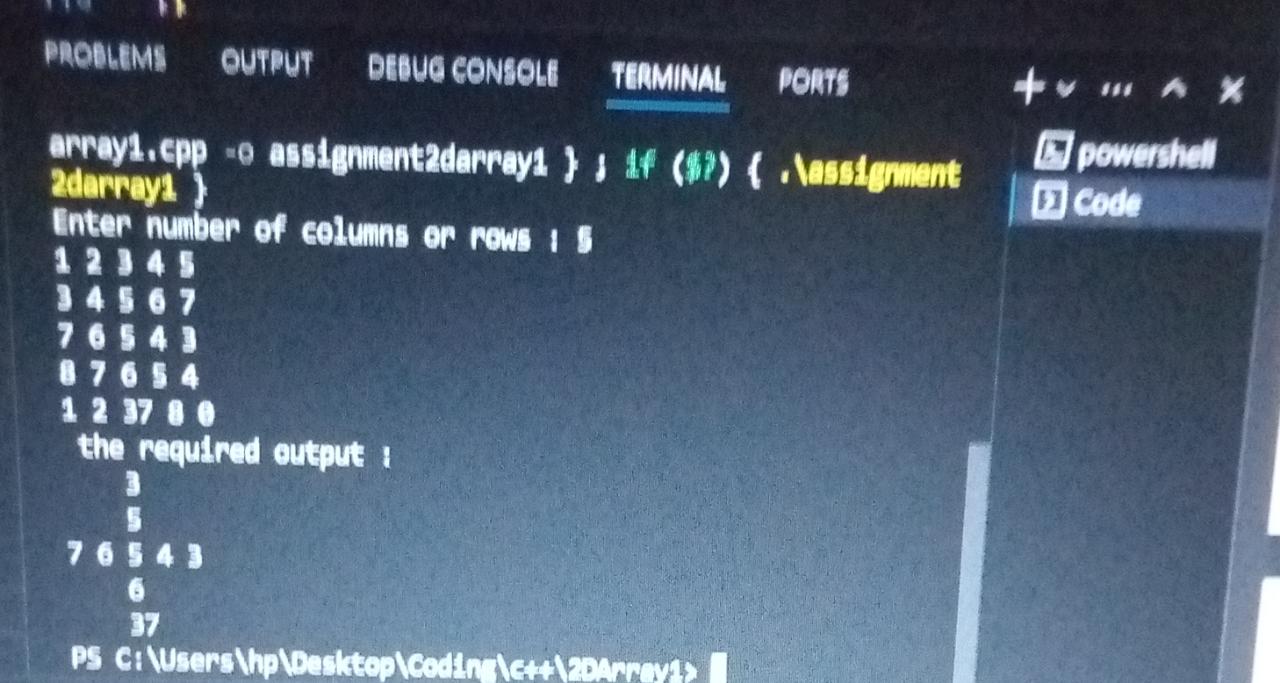 PROBLEMS OUTPUT DEBUG CONSOLE TERMINAL PORTS
array1.cpp -o assignment2darray1 } ; if ($?) { .\assignment
2darray1 }
powershell
Code
Enter number of columns or rows : 5
1 2 3 4 5
3 4 5 6 7
7 6 5 4 3
8 7 6 5 4
1 2 37 8 0
the required output :
3
5
7 6 5 4 3
6
37
PS C:\Users\hp\Desktop\Coding\c++\2DArray1>